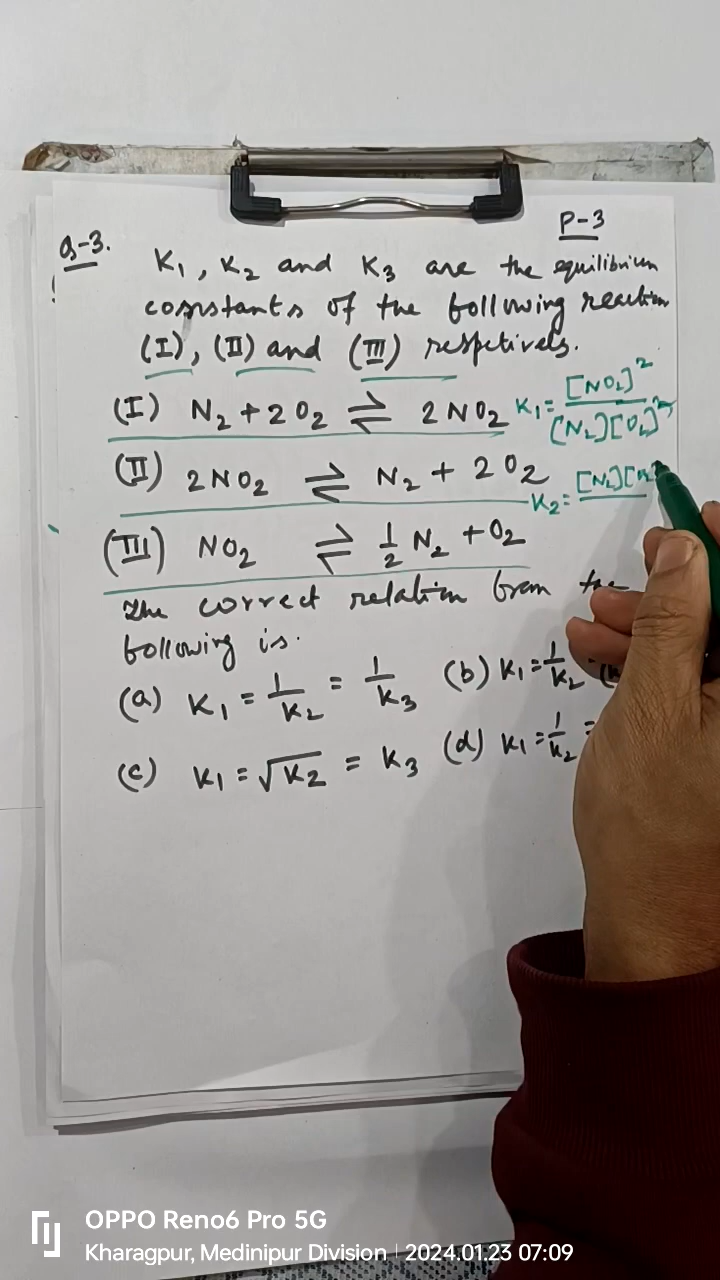 P-3
Q-3.
K₁, K₂ and K₃ are the equilibrium
constants of the following reaction
(I), (II) and (III) respetively.
(I) N₂ + 2O₂ ⇌ 2NO₂ K₁ = [NO₂]² / [N₂][O₂]²
(II) 2NO₂ ⇌ N₂ + 2O₂
K₂ = [N₂][O₂]
(III) NO₂ ⇌ 1/2 N₂ + O₂
The correct relation from the
following is.
(a) K₁ = 1/K₂ = 1/K₃ (b) K₁ = 1/K₂
(c) K₁ = √K₂ = K₃ (d) K₁ = 1/K₂ =
OPPO Reno6 Pro 5G
Kharagpur, Medinipur Division | 2024.01.23 07:09